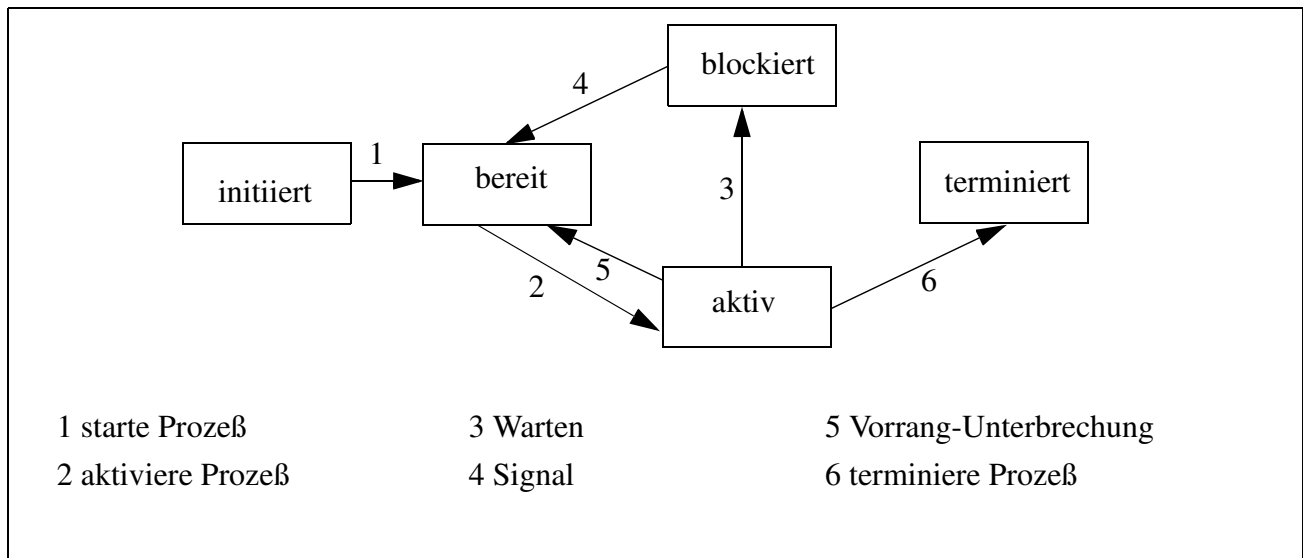 blockiert
4
1
initiiert
bereit
3
terminiert
2
5
aktiv
6
1 starte Prozeß
3 Warten
5 Vorrang-Unterbrechung
2 aktiviere Prozeß
4 Signal
6 terminiere Prozeß